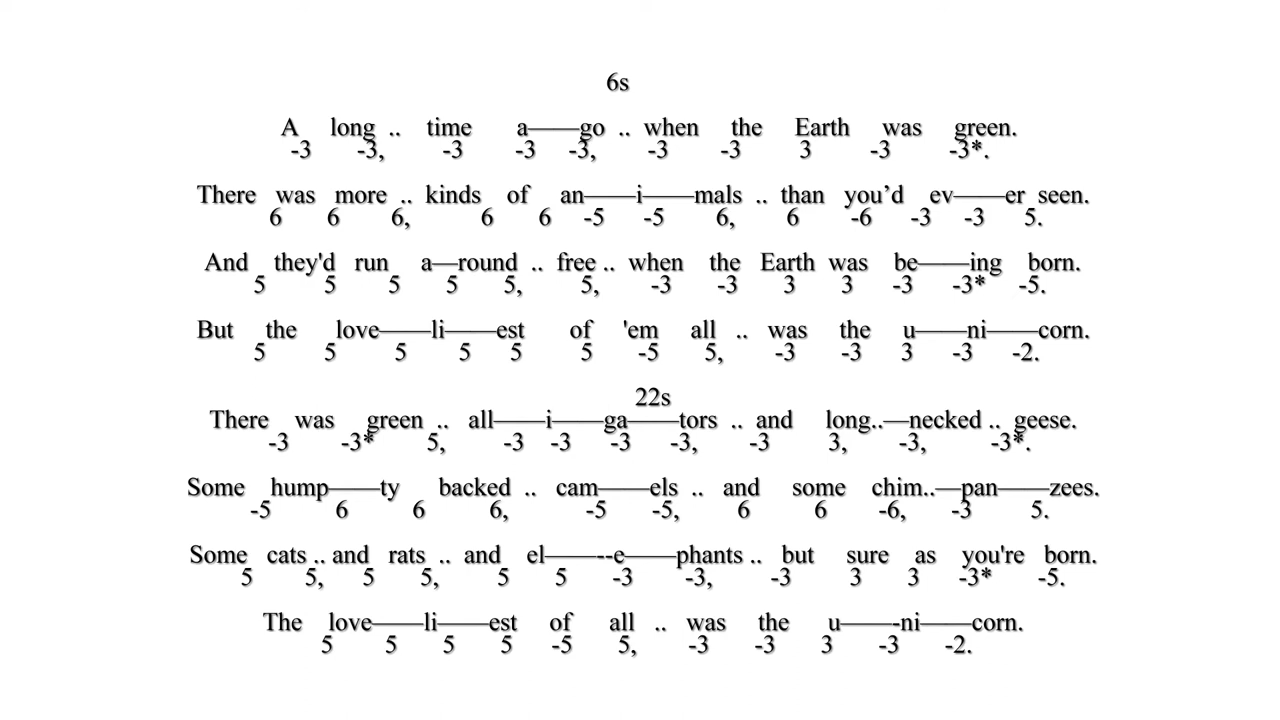 6s
A long .. time a——go .. when the Earth was green.
-3 -3, -3 -3 -3, -3 -3 3 -3 -3*.
There was more .. kinds of an——i——mals .. than you’d ev——er seen.
6 6 6, 6 6 -5 -5 6, 6 -6 -3 -3 5.
And they'd run a—round .. free .. when the Earth was be——ing born.
5 5 5 5 5, 5, -3 -3 3 3 -3 -3* -5.
But the love——li——est of 'em all .. was the u——ni——corn.
5 5 5 5 5 5 -5 5, -3 -3 3 -3 -2.
22s
There was green .. all——i——ga——tors .. and long..—necked .. geese.
-3 -3* 5, -3 -3 -3 -3, -3 3, -3, -3*.
Some hump——ty backed .. cam——els .. and some chim..—pan——zees.
-5 6 6 6, -5 -5, 6 6 -6, -3 5.
Some cats .. and rats .. and el——--e——phants .. but sure as you're born.
5 5, 5 5, 5 5 -3 -3, -3 3 3 -3* -5.
The love——li——est of all .. was the u——-ni——corn.
5 5 5 5 -5 5, -3 -3 3 -3 -2.